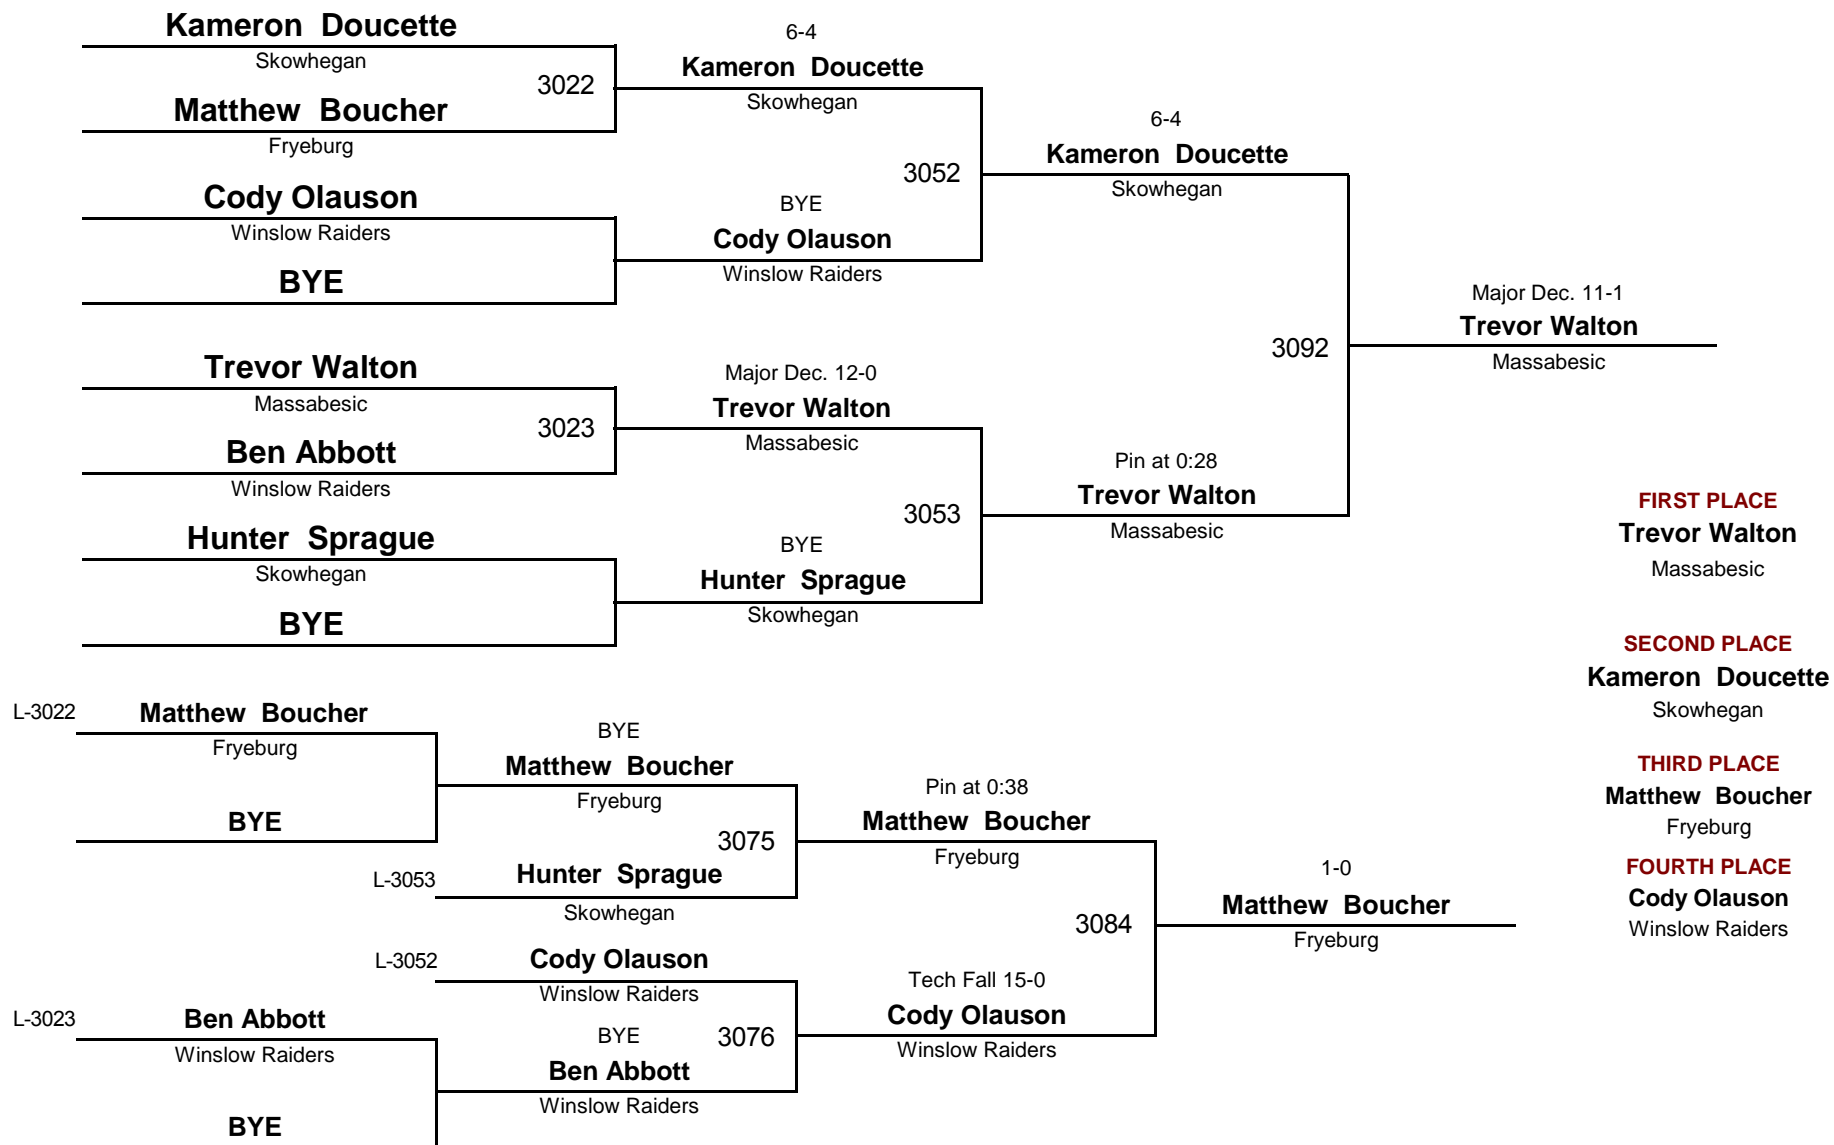 Kameron Doucette
Skowhegan
3022
Matthew Boucher
Fryeburg
Cody Olauson
Winslow Raiders
BYE
Trevor Walton
Massabesic
3023
Ben Abbott
Winslow Raiders
Hunter Sprague
Skowhegan
BYE
6-4
Kameron Doucette
Skowhegan
3052
BYE
Cody Olauson
Winslow Raiders
Major Dec. 12-0
Trevor Walton
Massabesic
3053
BYE
Hunter Sprague
Skowhegan
6-4
Kameron Doucette
Skowhegan
3092
Pin at 0:28
Trevor Walton
Massabesic
Major Dec. 11-1
Trevor Walton
Massabesic
L-3022
Matthew Boucher
Fryeburg
BYE
L-3023
Ben Abbott
Winslow Raiders
BYE
BYE
Matthew Boucher
Fryeburg
3075
L-3053
Hunter Sprague
Skowhegan
L-3052
Cody Olauson
Winslow Raiders
BYE
3076
Ben Abbott
Winslow Raiders
Pin at 0:38
Matthew Boucher
Fryeburg
3084
Tech Fall 15-0
Cody Olauson
Winslow Raiders
1-0
Matthew Boucher
Fryeburg
FIRST PLACE
Trevor Walton
Massabesic
SECOND PLACE
Kameron Doucette
Skowhegan
THIRD PLACE
Matthew Boucher
Fryeburg
FOURTH PLACE
Cody Olauson
Winslow Raiders